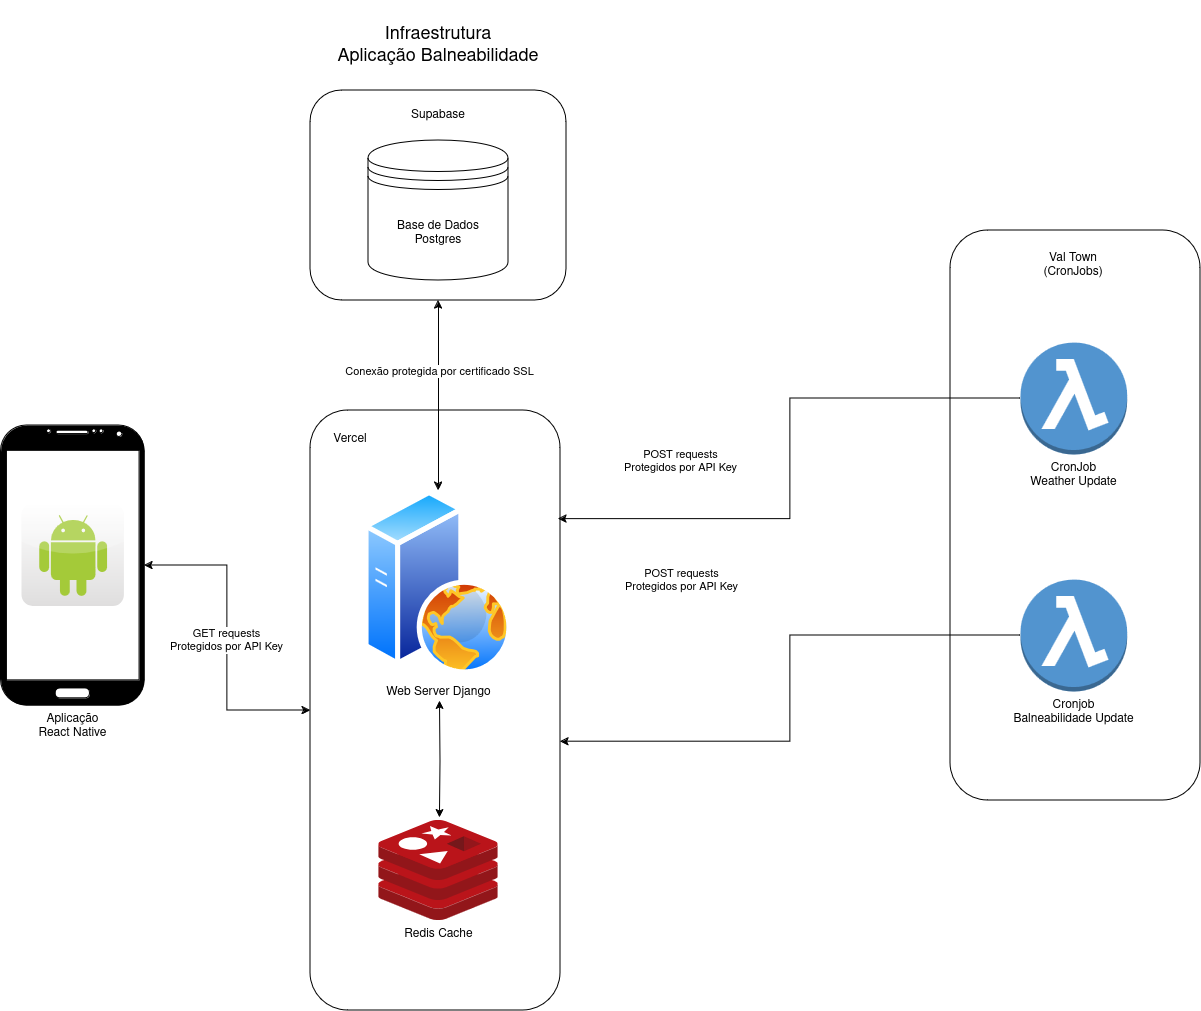 Infraestrutura
Aplicação Balneabilidade
Supabase
Base de Dados
Postgres
Conexão protegida por certificado SSL
Vercel
Web Server Django
Redis Cache
GET requests
Protegidos por API Key
Aplicação
React Native
POST requests
Protegidos por API Key
POST requests
Protegidos por API Key
Val Town
(CronJobs)
CronJob
Weather Update
Cronjob
Balneabilidade Update